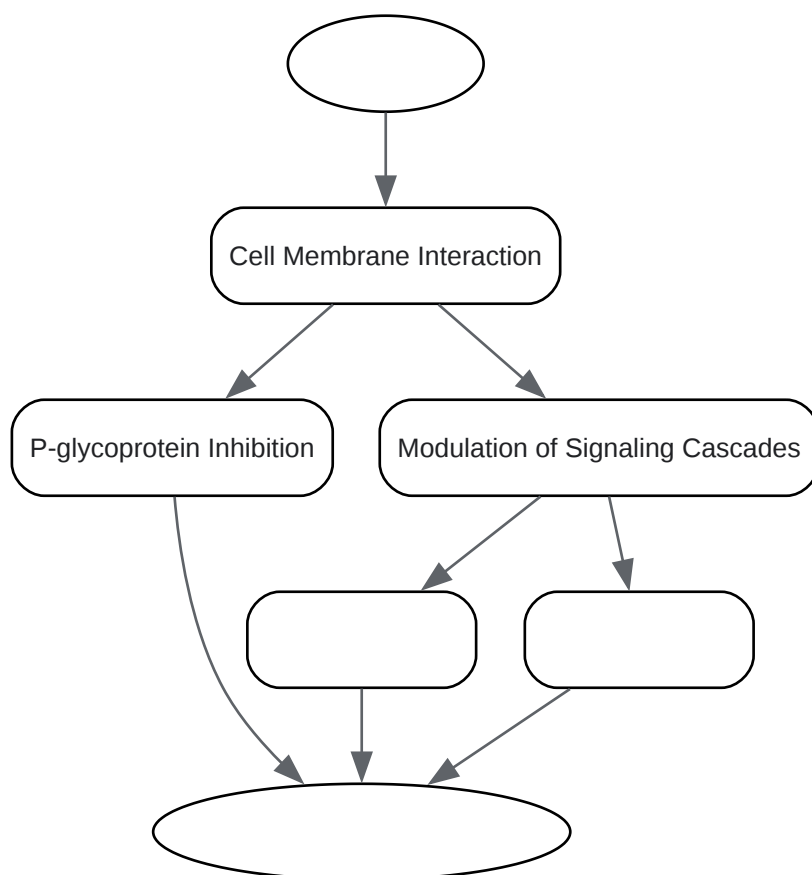 Cell Membrane Interaction
P-glycoprotein Inhibition
Modulation of Signaling Cascades